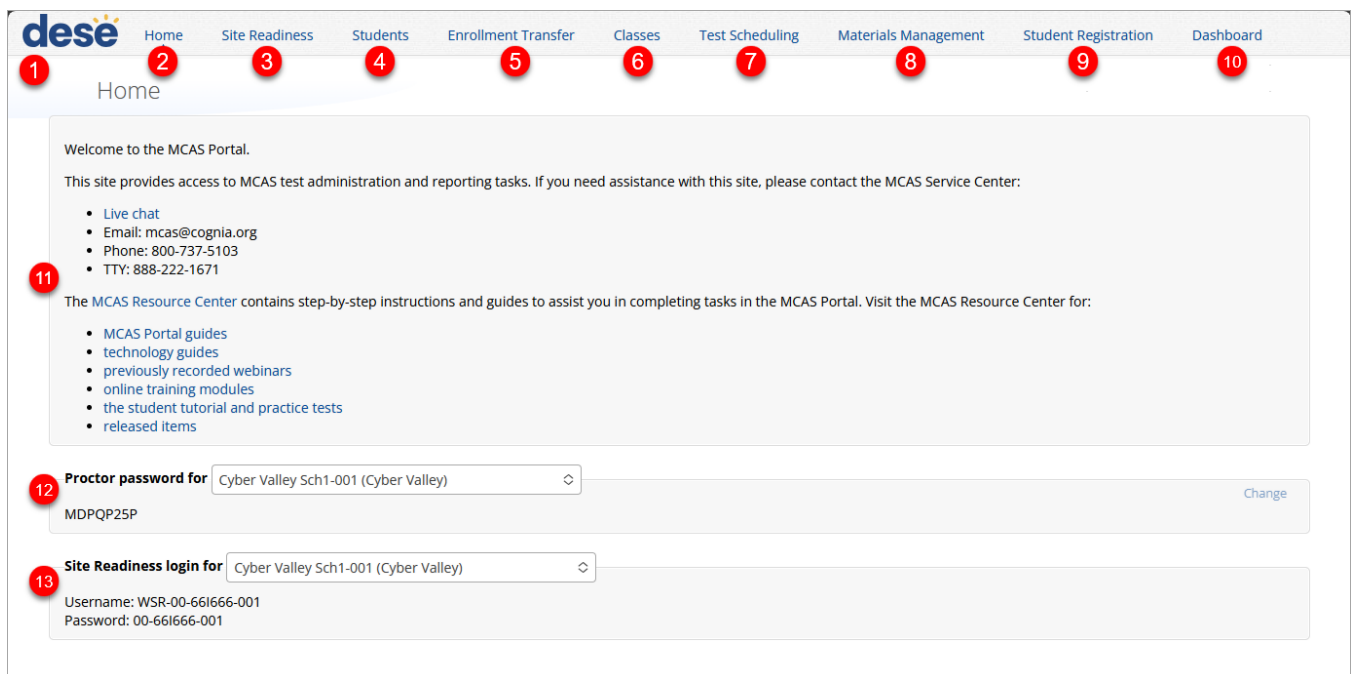 dese Home Site Readiness Students Enrollment Transfer Classes Test Scheduling Materials Management Student Registration Dashboard
1 2 3 4 5 6 7 8 9 10
Home
Welcome to the MCAS Portal.
This site provides access to MCAS test administration and reporting tasks. If you need assistance with this site, please contact the MCAS Service Center:
• Live chat
• Email: mcas@cognia.org
• Phone: 800-737-5103
• TTY: 888-222-1671
11
The MCAS Resource Center contains step-by-step instructions and guides to assist you in completing tasks in the MCAS Portal. Visit the MCAS Resource Center for:
• MCAS Portal guides
• technology guides
• previously recorded webinars
• online training modules
• the student tutorial and practice tests
• released items
Proctor password for Cyber Valley Sch1-001 (Cyber Valley)
12
Change
MDPQP25P
Site Readiness login for Cyber Valley Sch1-001 (Cyber Valley)
13
Username: WSR-00-66I666-001
Password: 00-66I666-001